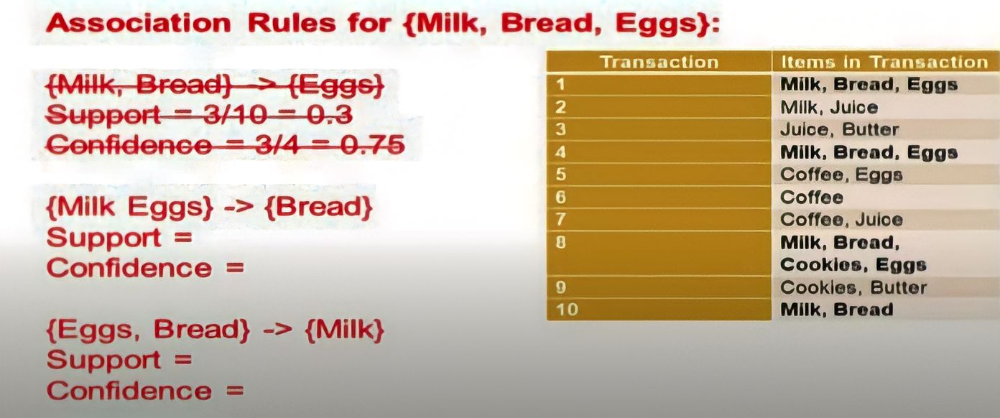 Association Rules for {Milk, Bread, Eggs}:
{Milk, Bread} -> {Eggs}
Support = 3/10 = 0.3
Confidence = 3/4 = 0.75
{Milk Eggs} -> {Bread}
Support =
Confidence =
{Eggs, Bread} -> {Milk}
Support =
Confidence =
Transaction Items in Transaction
1 Milk, Bread, Eggs
2 Milk, Juice
3 Juice, Butter
4 Milk, Bread, Eggs
5 Coffee, Eggs
6 Coffee
7 Coffee, Juice
8 Milk, Bread,
Cookies, Eggs
9 Cookies, Butter
10 Milk, Bread